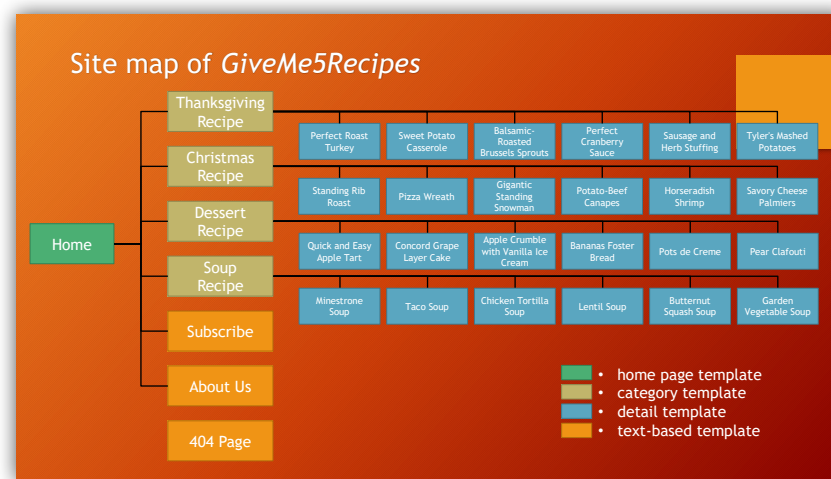 Site map of GiveMe5Recipes
Thanksgiving
Recipe
Perfect Roast
Turkey
Sweet Potato
Casserole
Balsamic-
Roasted
Brussels Sprouts
Perfect
Cranberry
Sauce
Sausage and
Herb Stuffing
Tyler's Mashed
Potatoes
Christmas
Recipe
Standing Rib
Roast
Pizza Wreath
Gigantic
Standing
Snowman
Potato-Beef
Canapes
Horseradish
Shrimp
Savory Cheese
Palmiers
Home
Dessert
Recipe
Quick and Easy
Apple Tart
Concord Grape
Layer Cake
Apple Crumble
with Vanilla Ice
Cream
Bananas Foster
Bread
Pots de Creme
Pear Clafouti
Soup
Recipe
Minestrone
Soup
Taco Soup
Chicken Tortilla
Soup
Lentil Soup
Butternut
Squash Soup
Garden
Vegetable Soup
Subscribe
About Us
404 Page
• home page template
• category template
• detail template
• text-based template